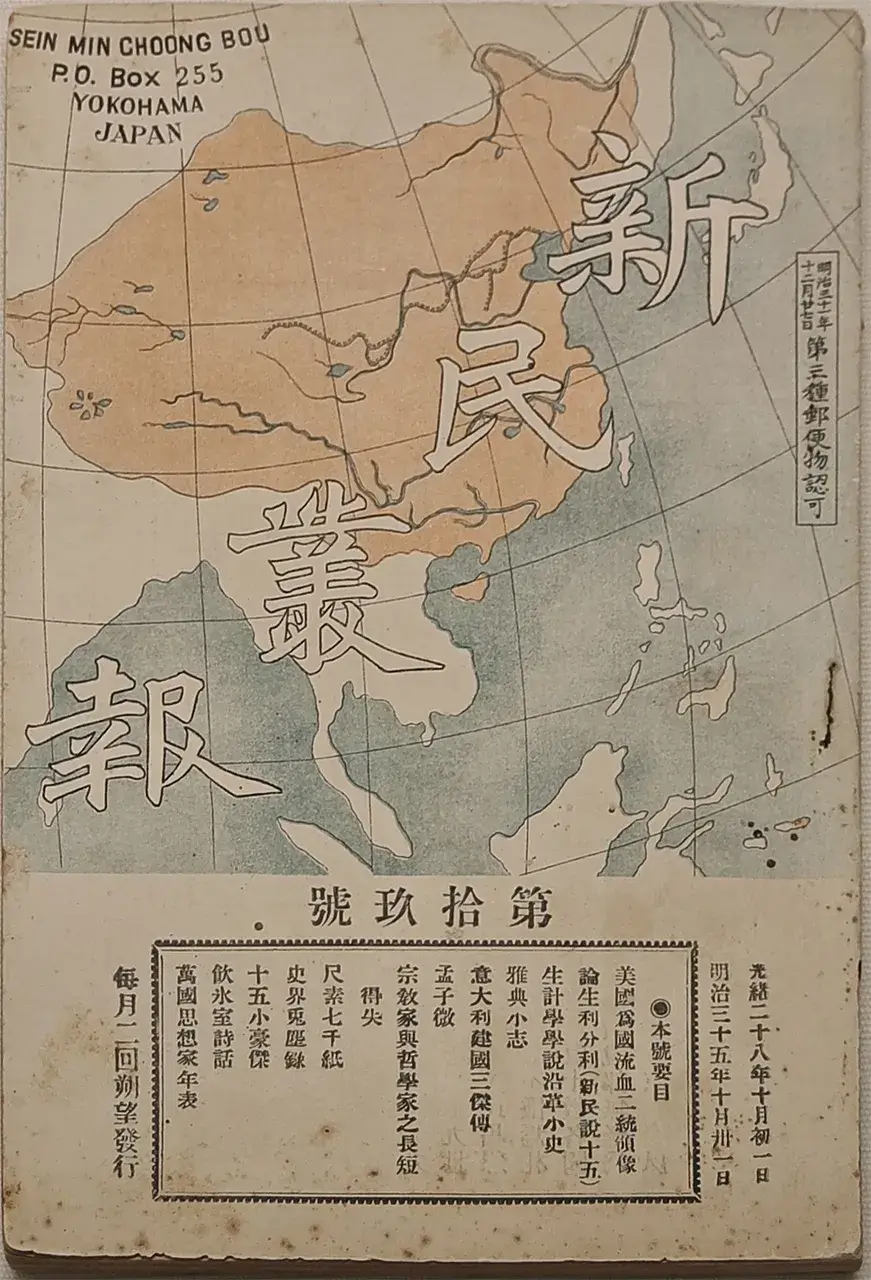 SEIN MIN CHOONG BOU
P.O. Box 255
YOKOHAMA
JAPAN
新民叢報
明治三十一年
十二月廿七日
第三種郵便物認可
第拾玖號
光緒二十八年十月初一日
明治三十五年十月卅一日
◉本號要目
美國爲國流血二統領像
論生利分利(新民說十五)
生計學學說沿革小史
雅典小志
意大利建國三傑傳
孟子微
宗敎家與哲學家之長短
得失
尺素七千紙
史界兎塵錄
十五小豪傑
飮氷室詩話
萬國思想家年表
每月二回朔望發行